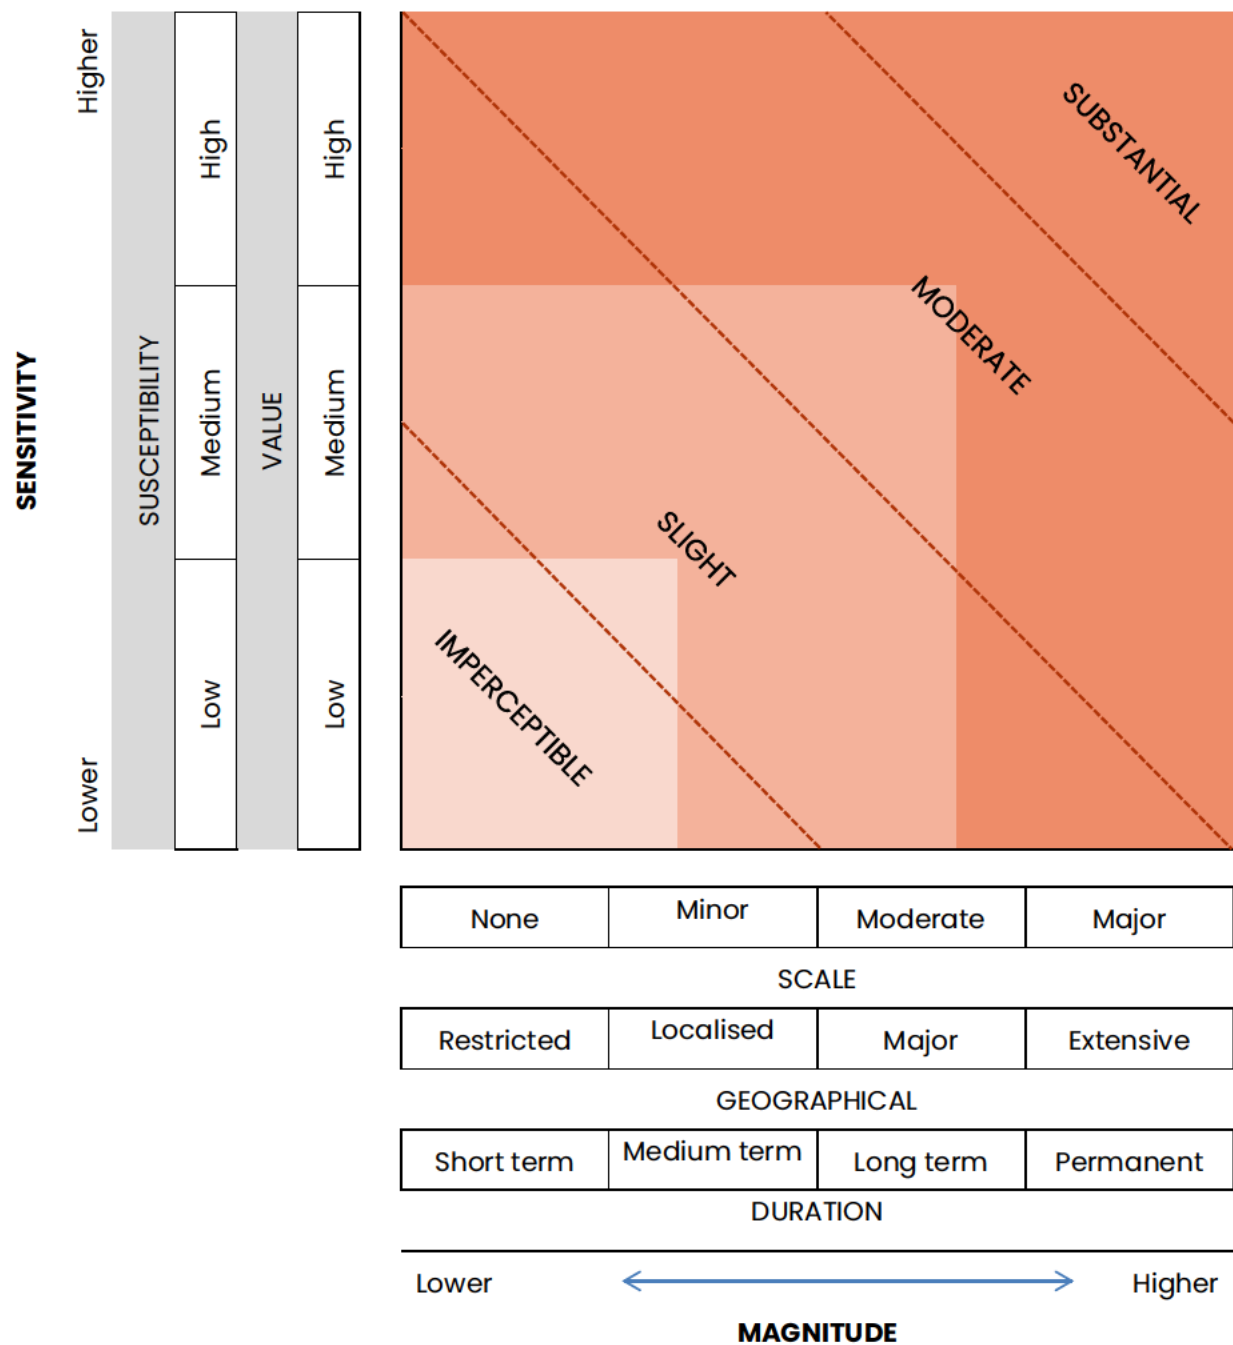 SENSITIVITY
Higher
Lower
SUSCEPTIBILITY
High
Medium
Low
VALUE
High
Medium
Low
SUBSTANTIAL
MODERATE
SLIGHT
IMPERCEPTIBLE
None Minor Moderate Major
SCALE
Restricted Localised Major Extensive
GEOGRAPHICAL
Short term Medium term Long term Permanent
DURATION
Lower Higher
MAGNITUDE